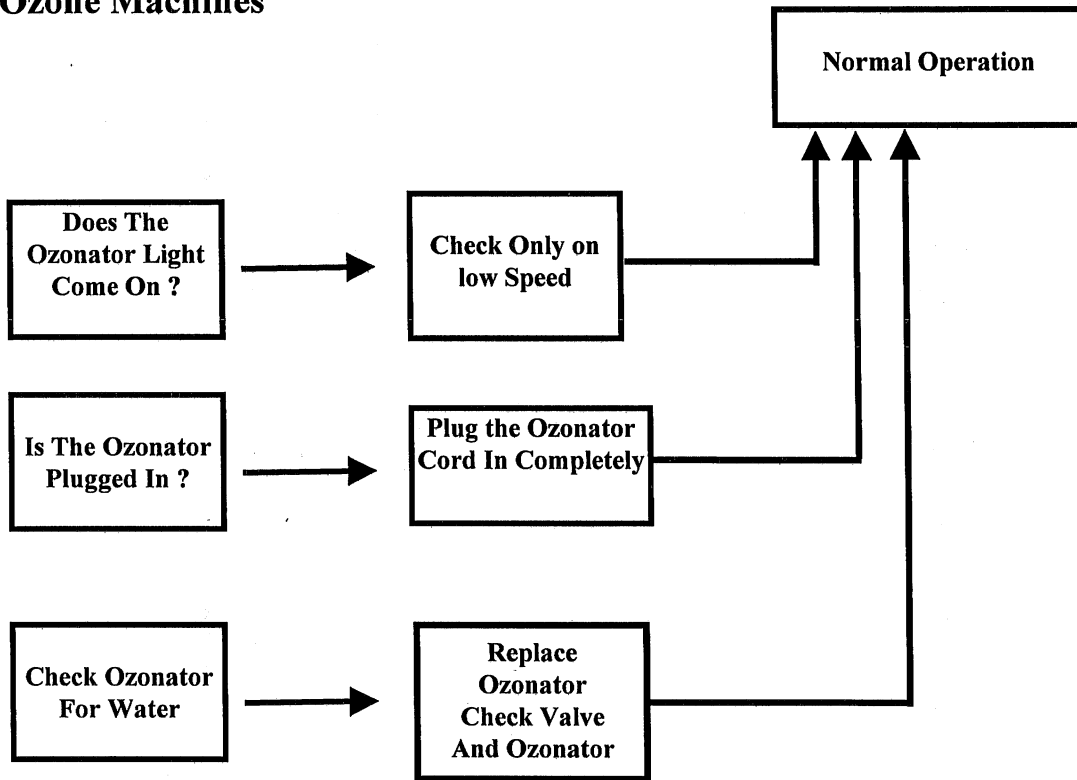 Ozone Machines
Normal Operation
Does The
Ozonator Light
Come On ?
Check Only on
low Speed
Is The Ozonator
Plugged In ?
Plug the Ozonator
Cord In Completely
Check Ozonator
For Water
Replace
Ozonator
Check Valve
And Ozonator